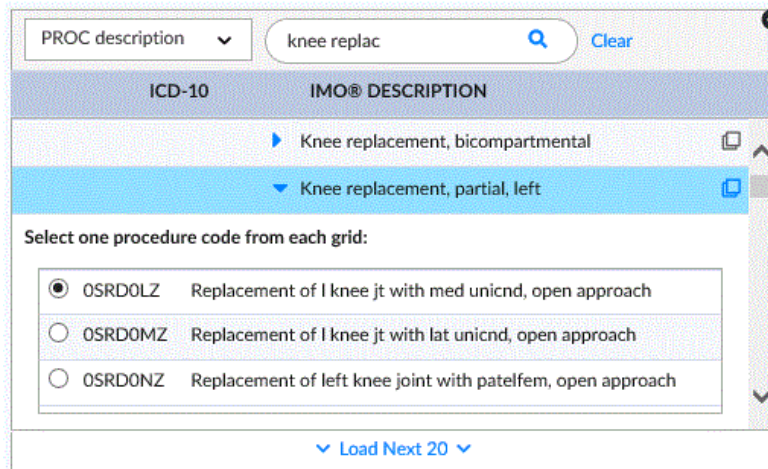 PROC description knee replac Clear
ICD-10 IMO® DESCRIPTION
Knee replacement, bicompartmental
Knee replacement, partial, left
Select one procedure code from each grid:
0SRD0LZ Replacement of l knee jt with med unicnd, open approach
0SRD0MZ Replacement of l knee jt with lat unicnd, open approach
0SRD0NZ Replacement of left knee joint with patelfem, open approach
Load Next 20